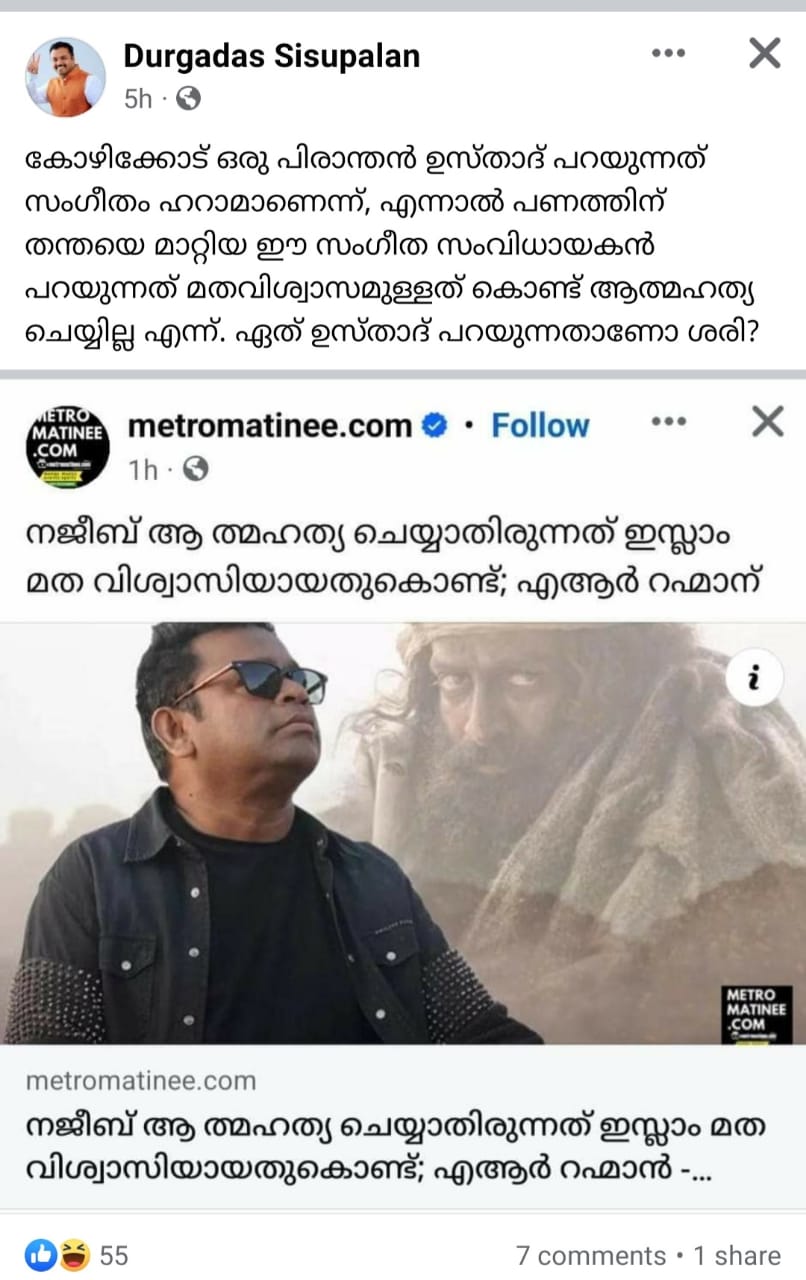 Durgadas Sisupalan
5h ·
കോഴിക്കോട് ഒരു പിരാന്തൻ ഉസ്താദ് പറയുന്നത്
സംഗീതം ഹറാമാണെന്ന്, എന്നാൽ പണത്തിന്
തന്തയെ മാറ്റിയ ഈ സംഗീത സംവിധായകൻ
പറയുന്നത് മതവിശ്വാസമുള്ളത് കൊണ്ട് ആത്മഹത്യ
ചെയ്യില്ല എന്ന്. ഏത് ഉസ്താദ് പറയുന്നതാണോ ശരി?
METRO
MATINEE
.COM
metromatinee.com · Follow
1h ·
നജീബ് ആ ത്മഹത്യ ചെയ്യാതിരുന്നത് ഇസ്ലാം
മത വിശ്വാസിയായതുകൊണ്ട്; എആർ റഹ്മാന്
METRO
MATINEE
.COM
metromatinee.com
നജീബ് ആ ത്മഹത്യ ചെയ്യാതിരുന്നത് ഇസ്ലാം മത
വിശ്വാസിയായതുകൊണ്ട്; എആർ റഹ്മാൻ -...
55
7 comments • 1 share